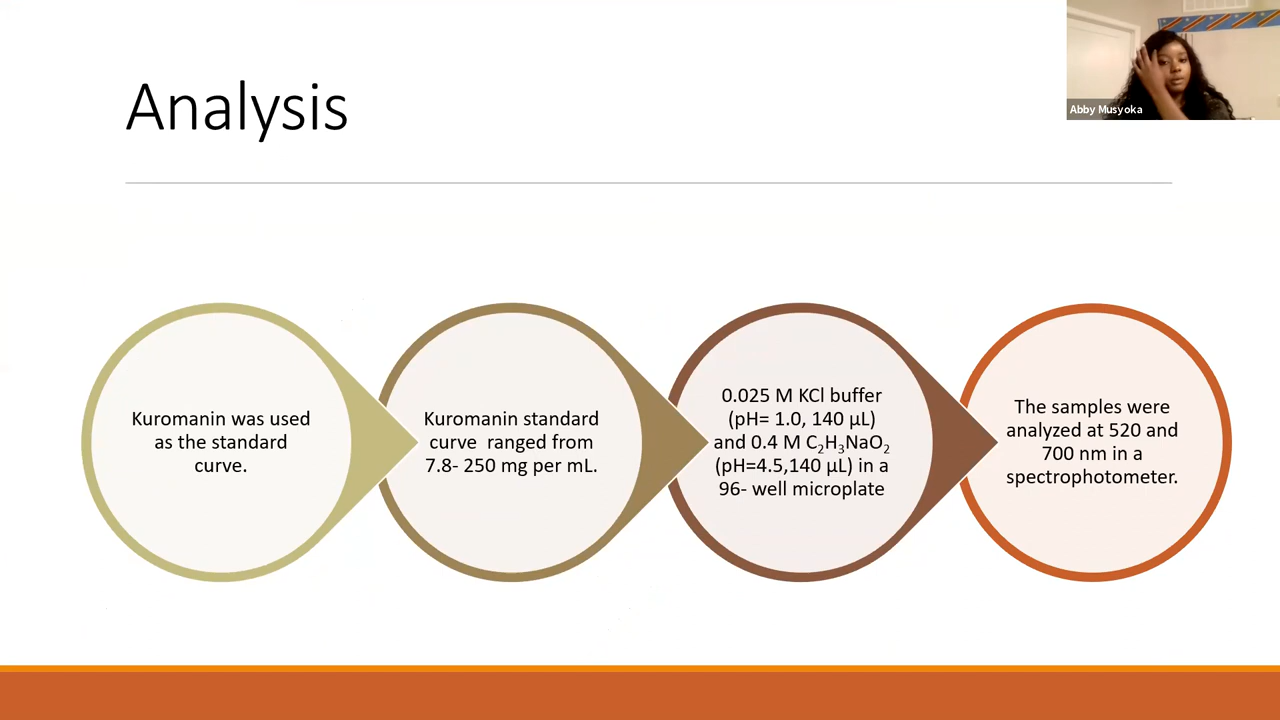 Analysis
Abby Musyoka
Kuromanin was used
as the standard
curve.
Kuromanin standard
curve ranged from
7.8- 250 mg per mL.
0.025 M KCl buffer
(pH= 1.0, 140 µL)
and 0.4 M C₂H₃NaO₂
(pH=4.5,140 µL) in a
96- well microplate
The samples were
analyzed at 520 and
700 nm in a
spectrophotometer.